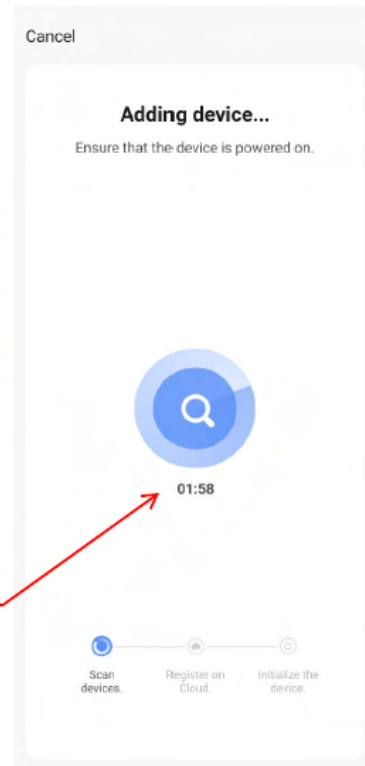 Cancel
Adding device...
Ensure that the device is powered on.
01:58
Scan devices.
Register on Cloud.
Initialize the device.